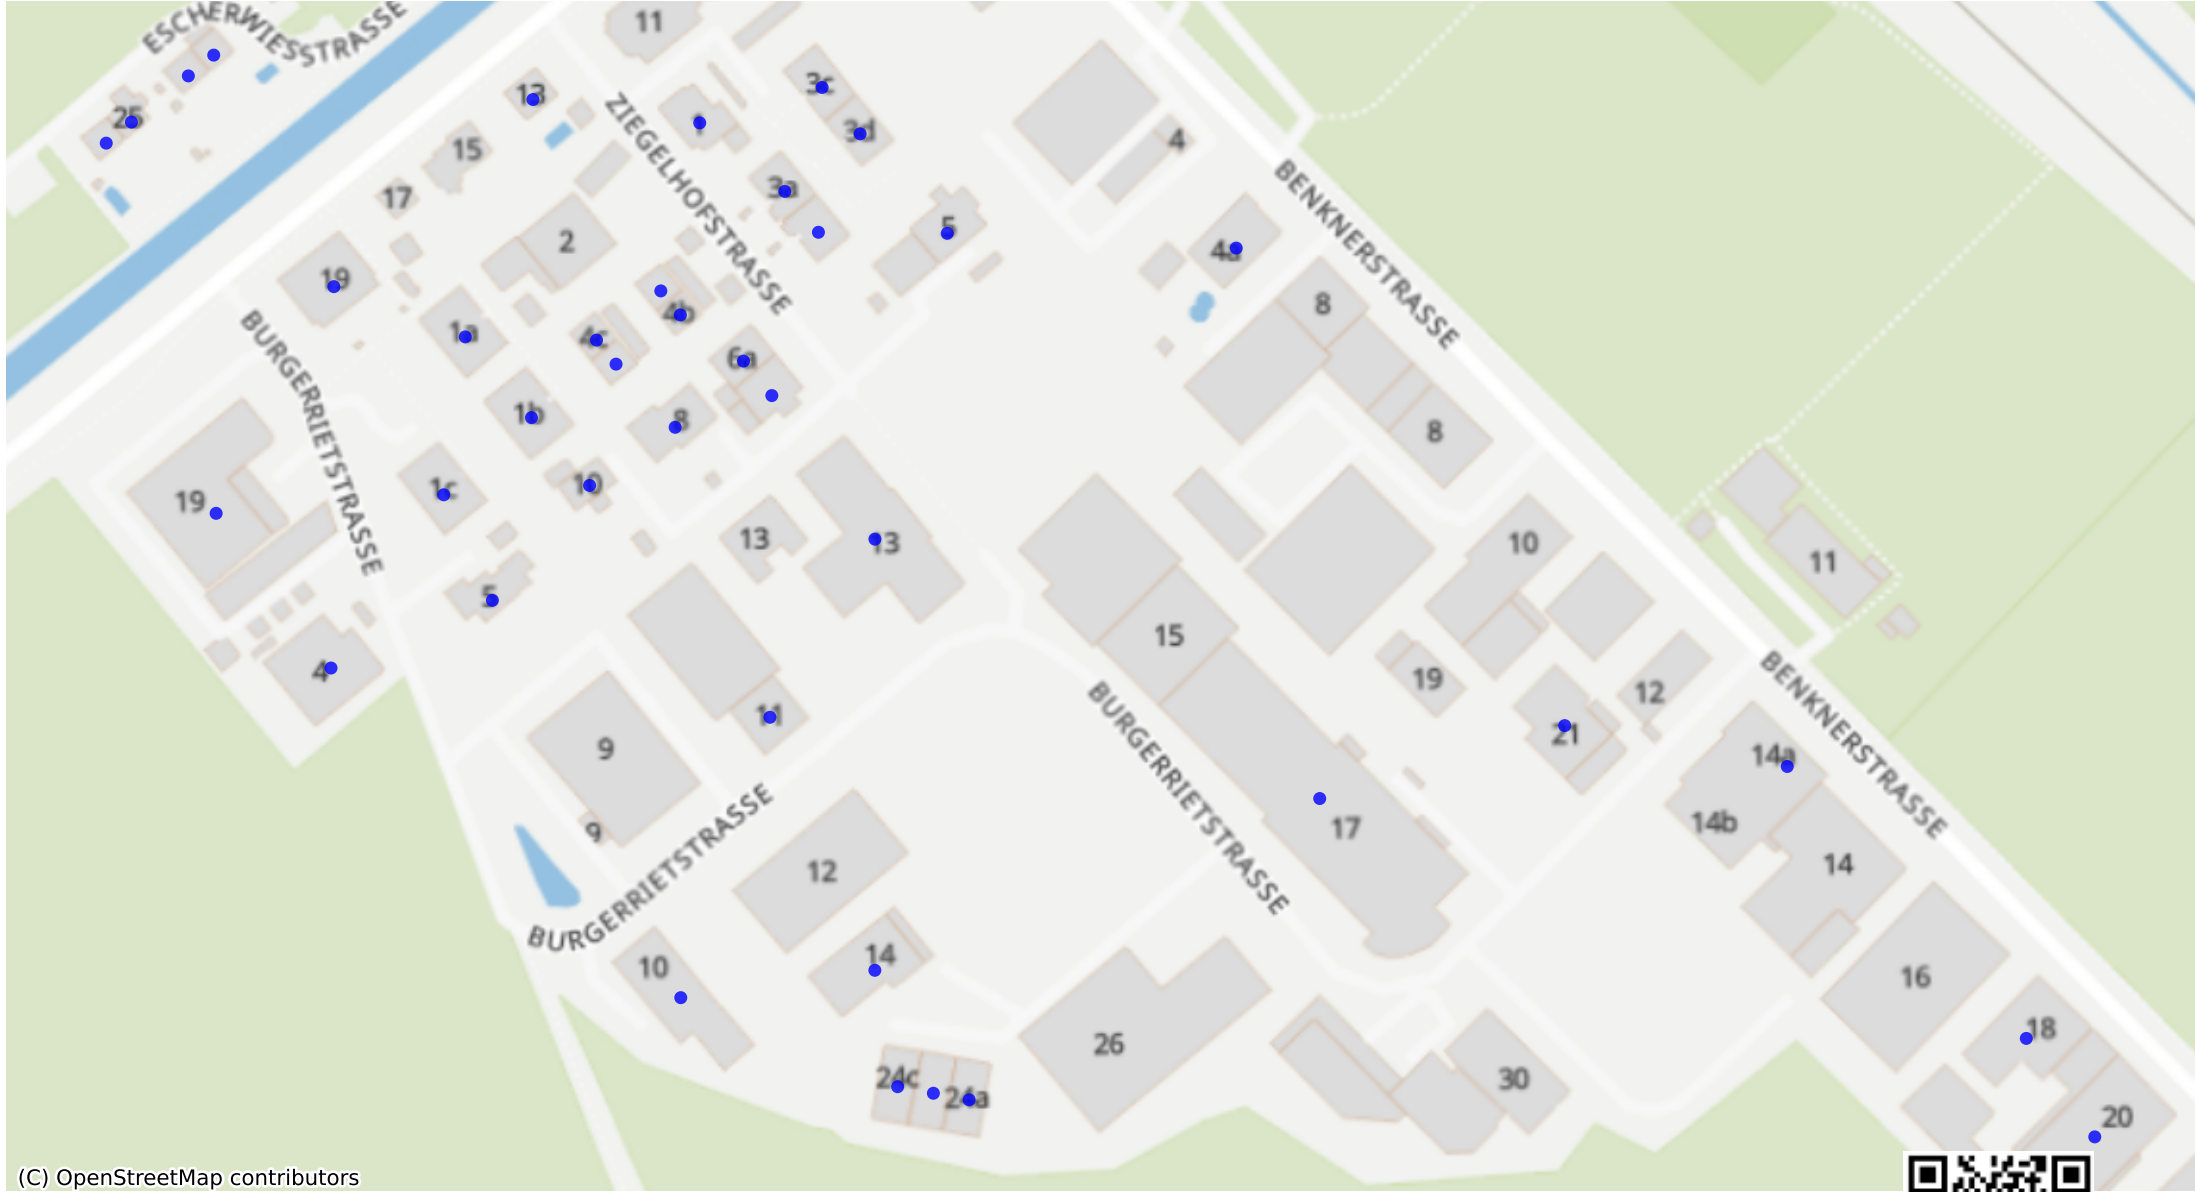 ESCHERWIESSTRASSE
11
13
3c
25
1
3d
4
15
ZIEGELHOFSTRASSE
3a
17
BENKNERSTRASSE
5
2
4a
19
4b
8
BURGERRIETSTRASSE
1a
4c
6a
1b
8
8
1c
10
19
13
13
10
11
5
15
4
19
12
BENKNERSTRASSE
11
21
9
BURGERRIETSTRASSE
14a
17
14b
9
BURGERRIETSTRASSE
12
14
10
14
16
18
26
24c
24a
30
20
(C) OpenStreetMap contributors